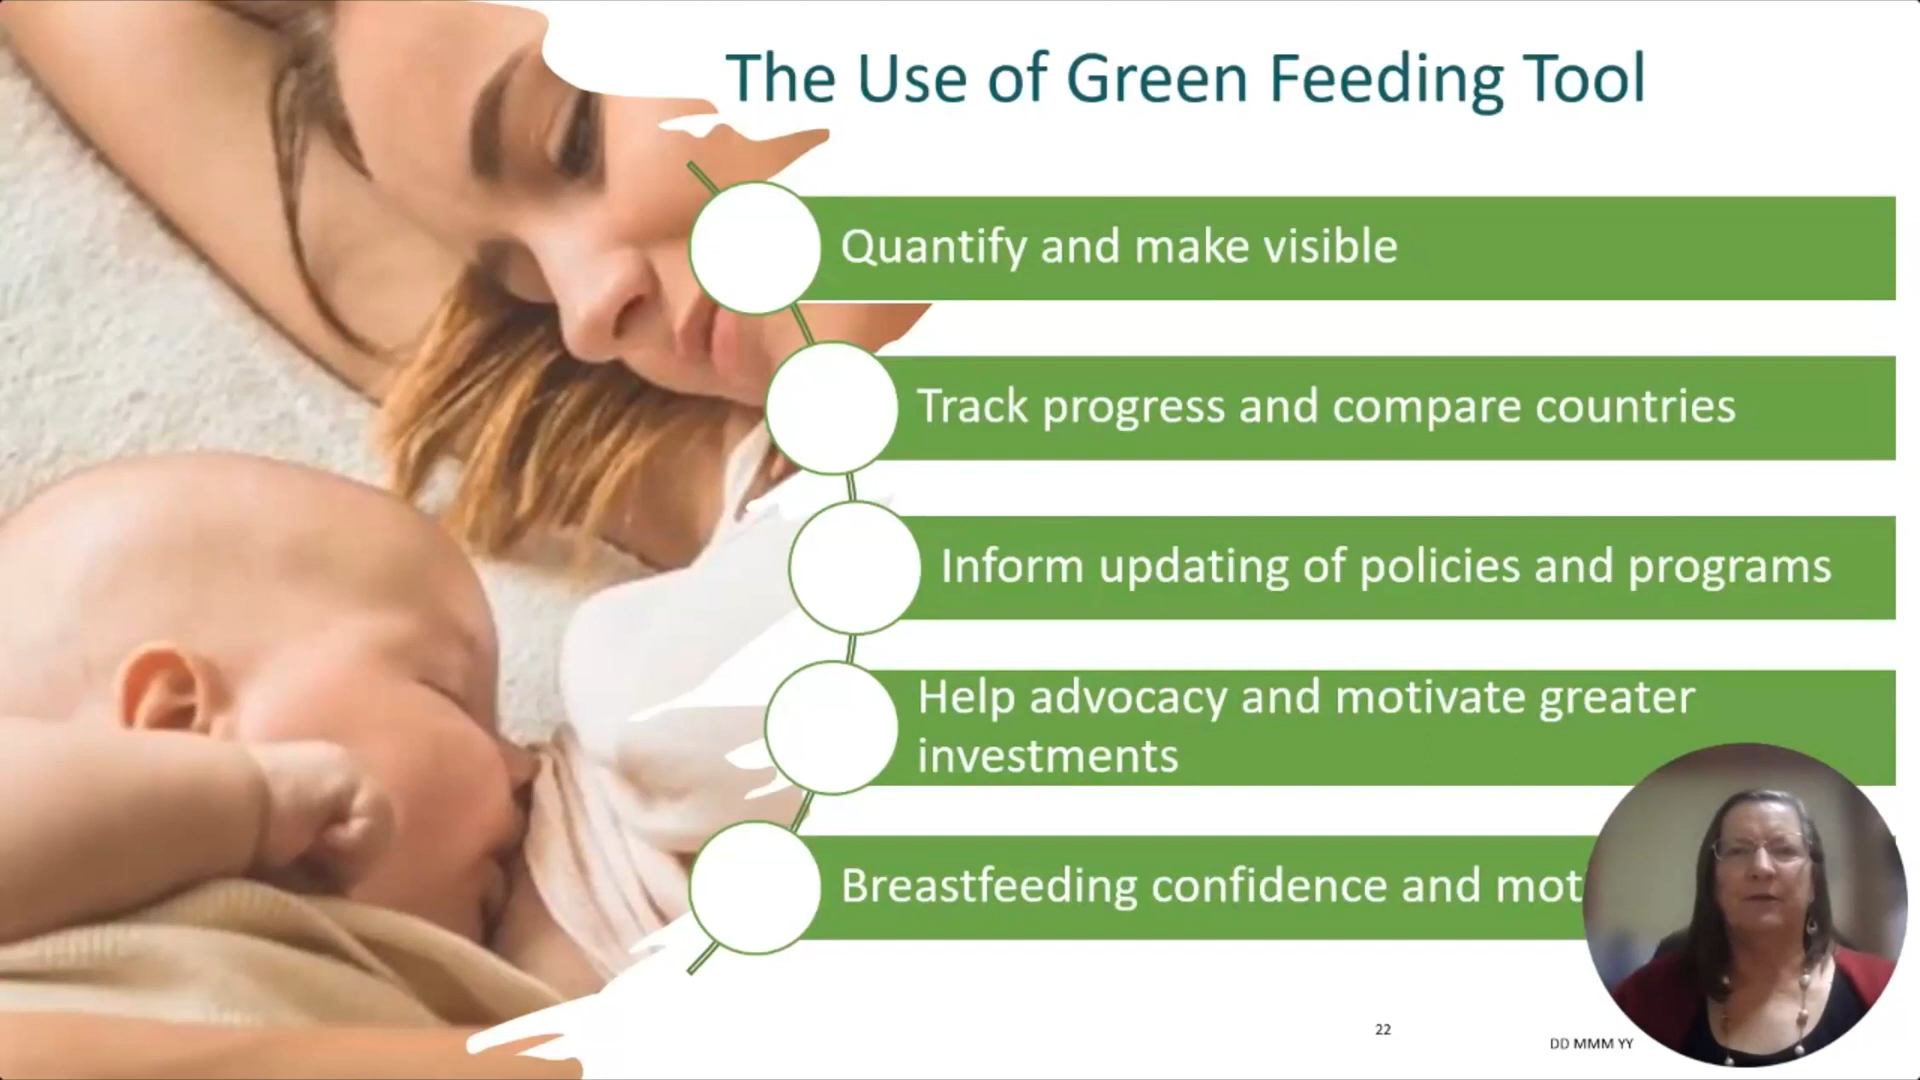 The Use of Green Feeding Tool
Quantify and make visible
Track progress and compare countries
Inform updating of policies and programs
Help advocacy and motivate greater
investments
Breastfeeding confidence and
22
DD MMM YY